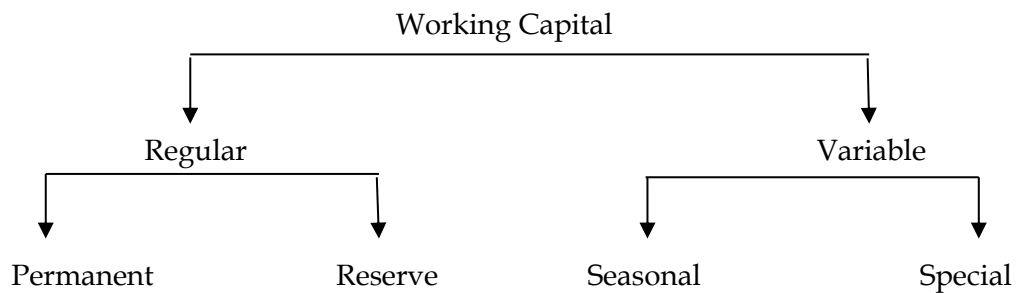 Working Capital
Regular Variable
Permanent Reserve Seasonal Special